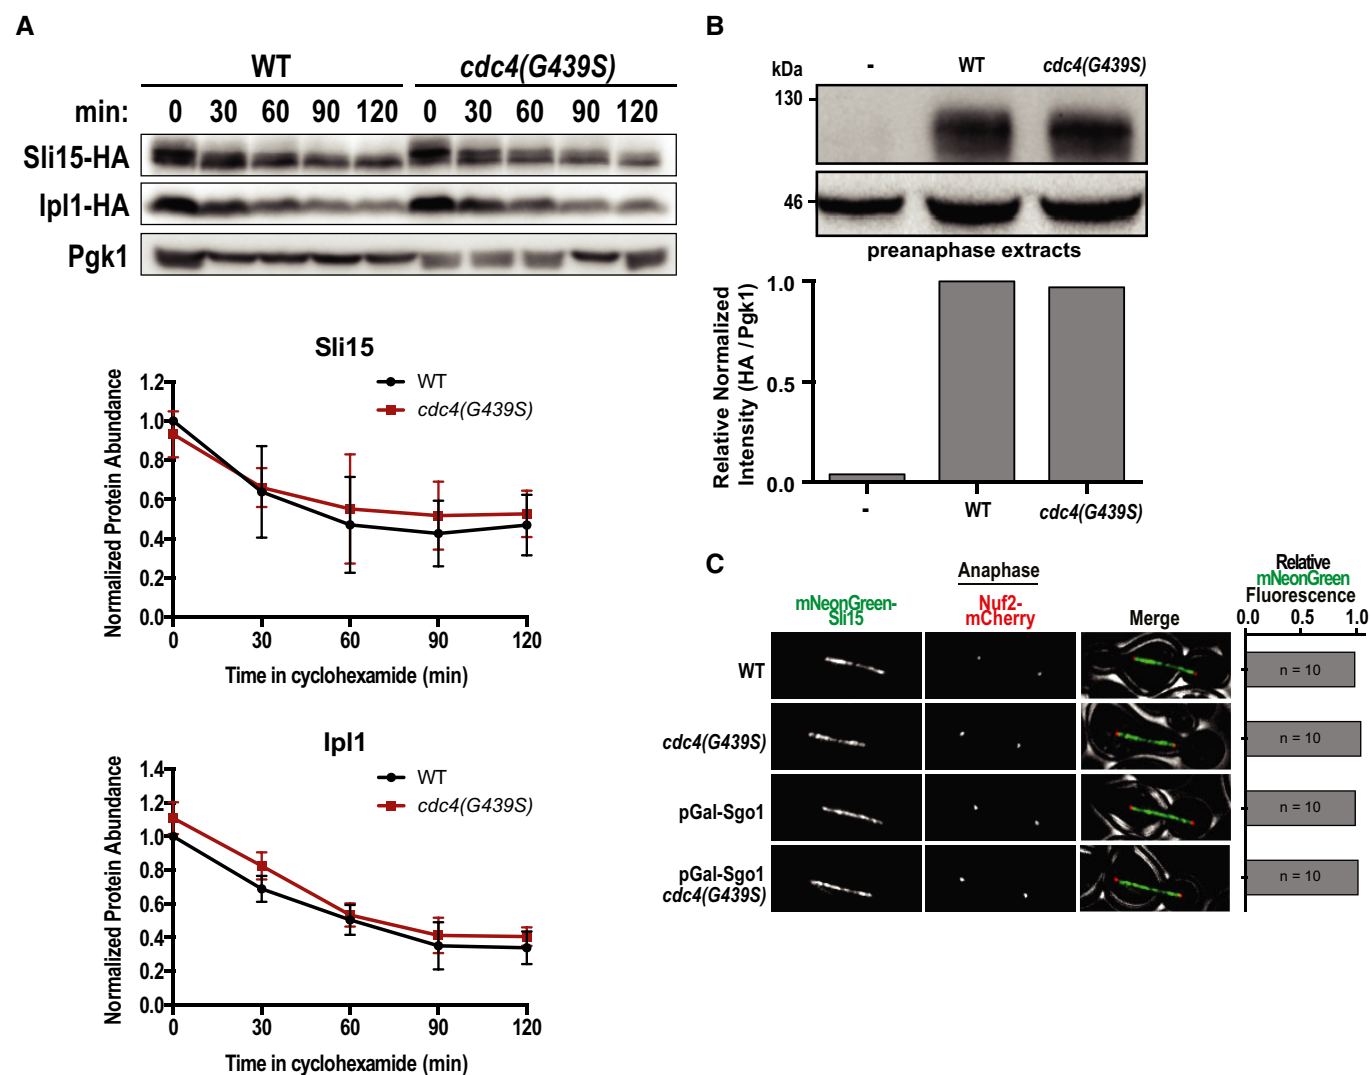 A
WT cdc4(G439S)
min: 0 30 60 90 120 0 30 60 90 120
Sli15-HA
Ipl1-HA
Pgk1
Sli15
WT
cdc4(G439S)
Normalized Protein Abundance
1.2
1.0
0.8
0.6
0.4
0.2
0.0
0 30 60 90 120
Time in cyclohexamide (min)
Ipl1
WT
cdc4(G439S)
Normalized Protein Abundance
1.4
1.2
1.0
0.8
0.6
0.4
0.2
0.0
0 30 60 90 120
Time in cyclohexamide (min)
B
kDa - WT cdc4(G439S)
130
46
preanaphase extracts
Relative Normalized
Intensity (HA / Pgk1)
1.0
0.5
0.0
- WT cdc4(G439S)
C
Anaphase
mNeonGreen-
Sli15
Nuf2-
mCherry
Merge
Relative
mNeonGreen
Fluorescence
0.0 0.5 1.0
WT
n = 10
cdc4(G439S)
n = 10
pGal-Sgo1
n = 10
pGal-Sgo1
cdc4(G439S)
n = 10